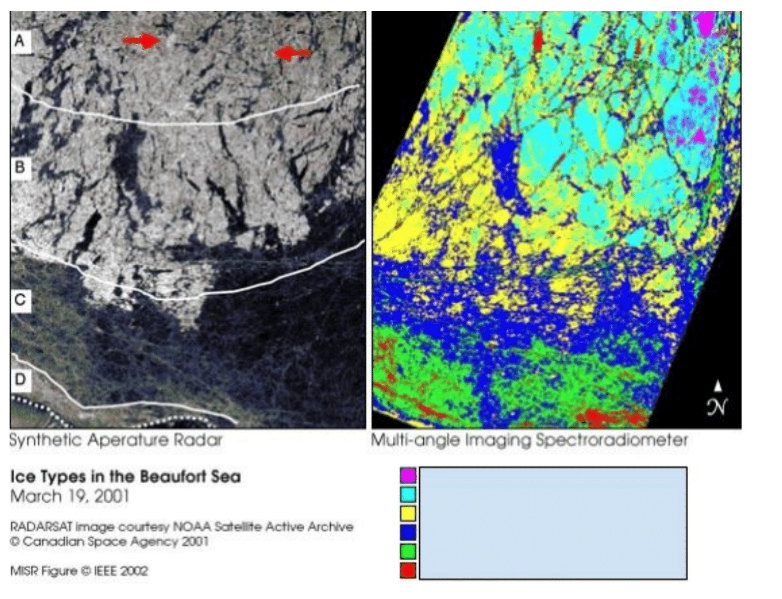 A
B
C
D
N
Synthetic Aperature Radar
Multi-angle Imaging Spectroradiometer
Ice Types in the Beaufort Sea
March 19, 2001
RADARSAT image courtesy NOAA Satellite Active Archive
© Canadian Space Agency 2001
MISR Figure © IEEE 2002